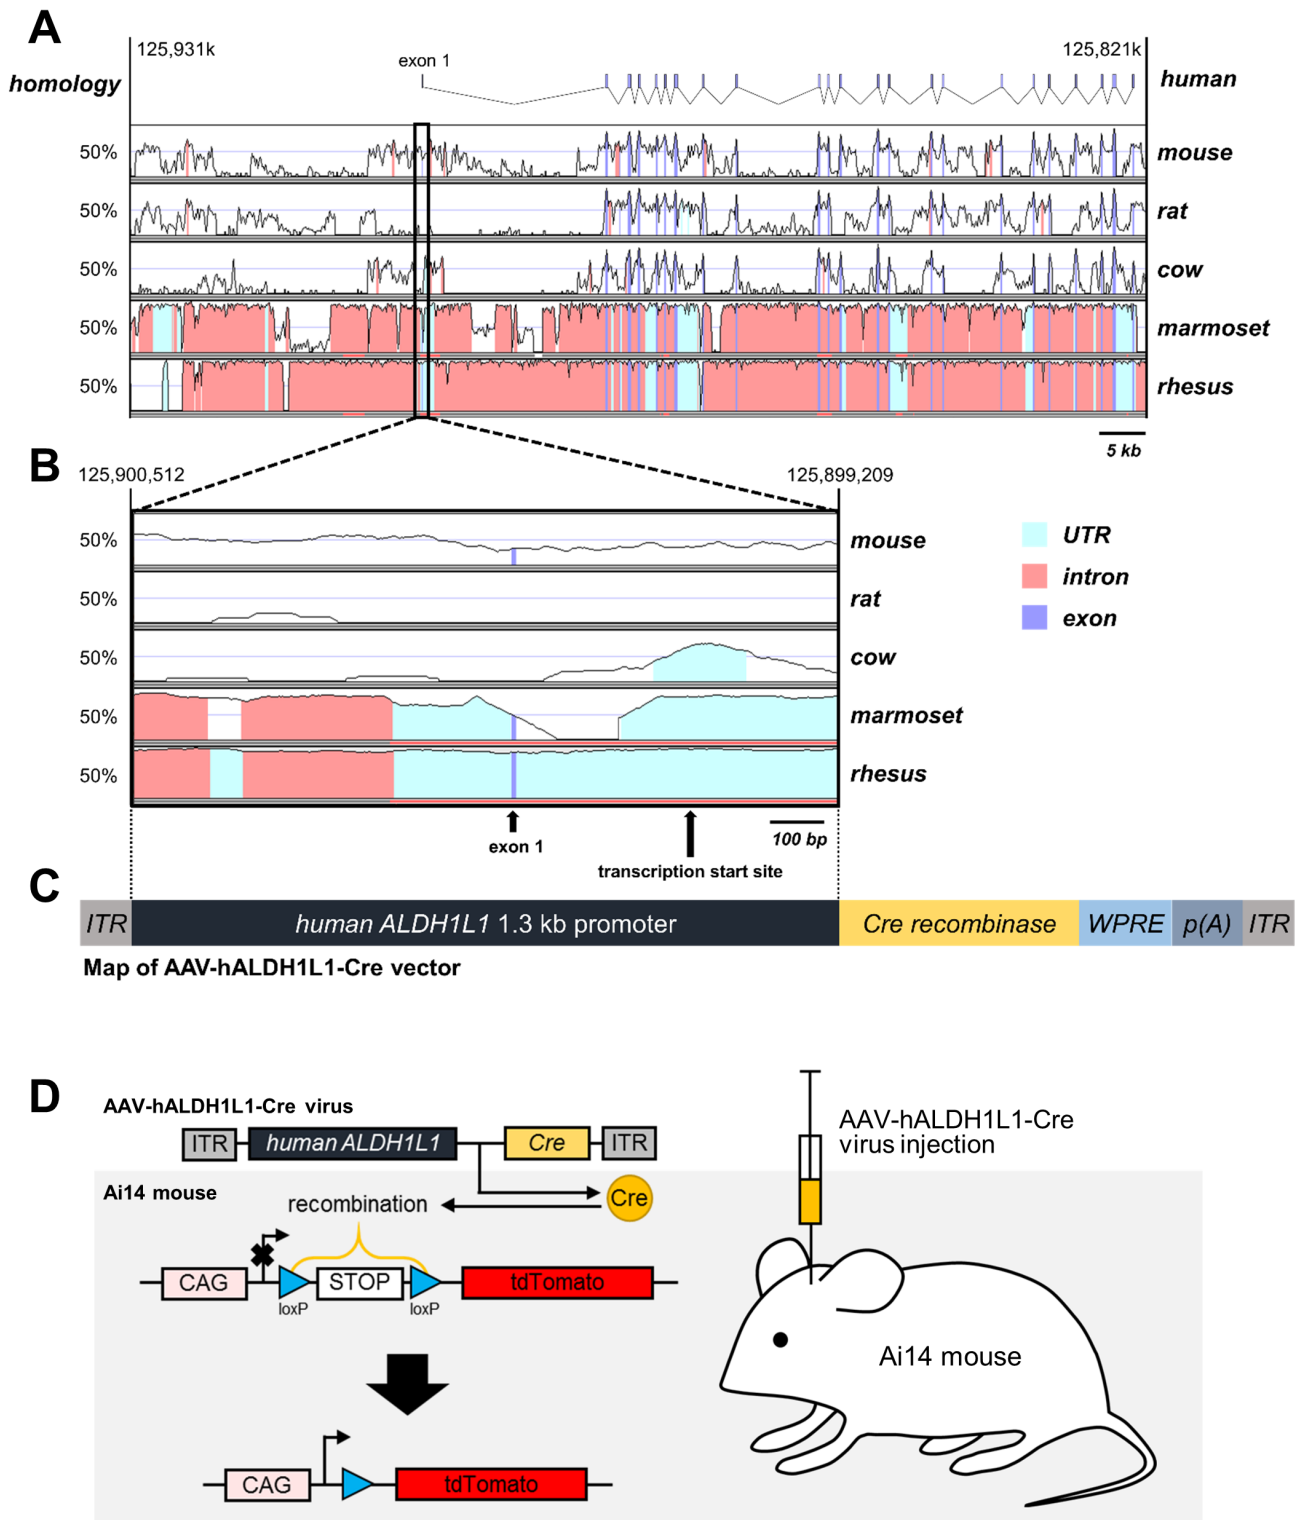 A
125,931k
125,821k
exon 1
homology
human
50%
mouse
50%
rat
50%
cow
50%
marmoset
50%
rhesus
5 kb
B
125,900,512
125,899,209
50%
mouse
50%
rat
50%
cow
50%
marmoset
50%
rhesus
UTR
intron
exon
exon 1
100 bp
transcription start site
C
ITR
human ALDH1L1 1.3 kb promoter
Cre recombinase
WPRE
p(A)
ITR
Map of AAV-hALDH1L1-Cre vector
D
AAV-hALDH1L1-Cre virus
ITR
human ALDH1L1
Cre
ITR
AAV-hALDH1L1-Cre
virus injection
Ai14 mouse
recombination
Cre
CAG
STOP
tdTomato
loxP
loxP
Ai14 mouse
CAG
tdTomato